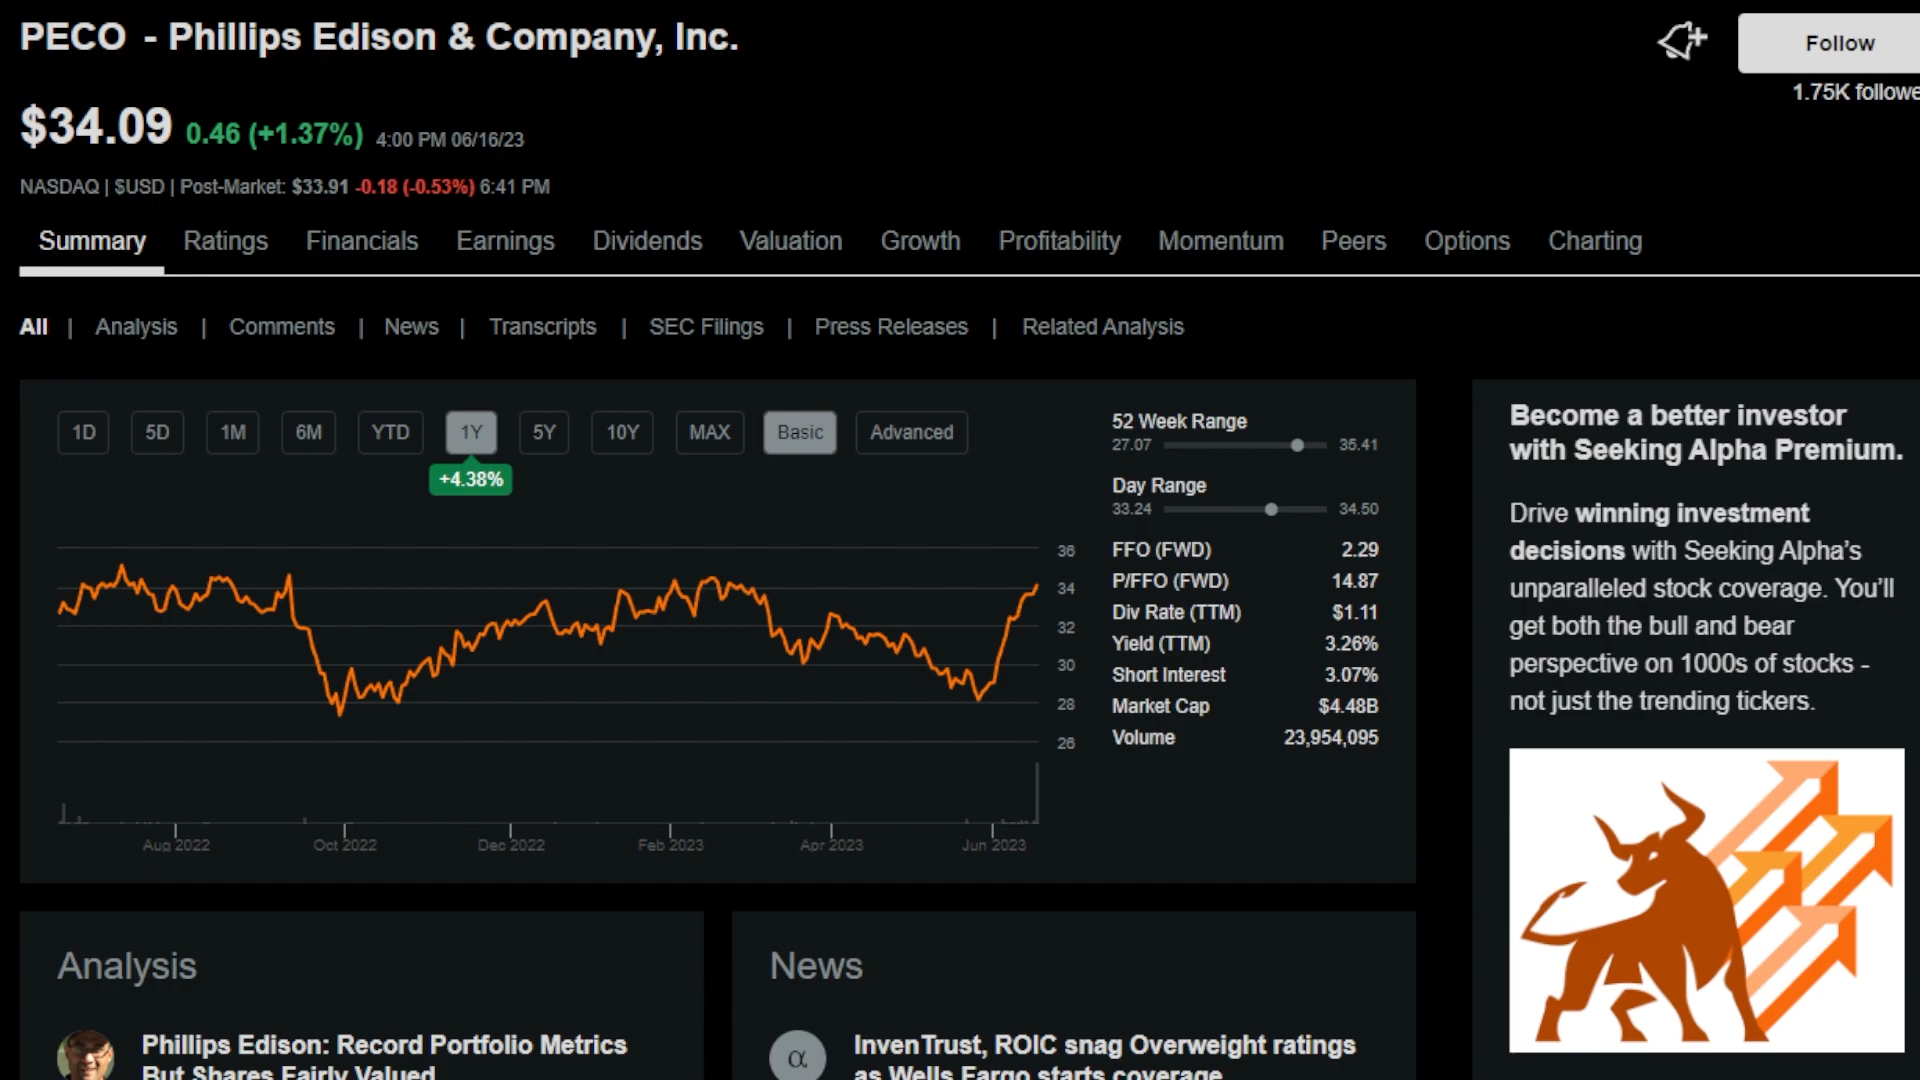 PECO - Phillips Edison & Company, Inc.
Follow
1.75K followe
$34.09 0.46 (+1.37%) 4:00 PM 06/16/23
NASDAQ | $USD | Post-Market: $33.91 -0.18 (-0.53%) 6:41 PM
Summary Ratings Financials Earnings Dividends Valuation Growth Profitability Momentum Peers Options Charting
All | Analysis | Comments | News | Transcripts | SEC Filings | Press Releases | Related Analysis
1D 5D 1M 6M YTD 1Y 5Y 10Y MAX Basic Advanced
+4.38%
36
34
32
30
28
26
Aug 2022 Oct 2022 Dec 2022 Feb 2023 Apr 2023 Jun 2023
52 Week Range
27.07 35.41
Day Range
33.24 34.50
FFO (FWD) 2.29
P/FFO (FWD) 14.87
Div Rate (TTM) $1.11
Yield (TTM) 3.26%
Short Interest 3.07%
Market Cap $4.48B
Volume 23,954,095
Become a better investor
with Seeking Alpha Premium.
Drive winning investment
decisions with Seeking Alpha's
unparalleled stock coverage. You'll
get both the bull and bear
perspective on 1000s of stocks -
not just the trending tickers.
Analysis
Phillips Edison: Record Portfolio Metrics
But Shares Fairly Valued
News
α
InvenTrust, ROIC snag Overweight ratings
as Wells Fargo starts coverage